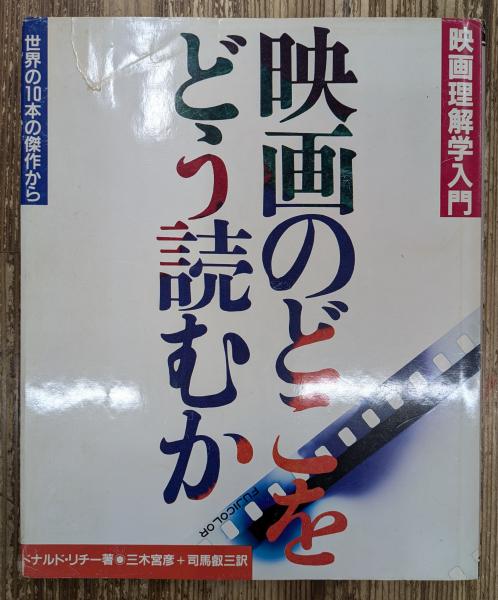 映画理解学入門
映画のどこを
どう読むか
世界の10本の傑作から
FUJICOLOR
ドナルド・リチー著●三木宮彦+司馬叡三訳